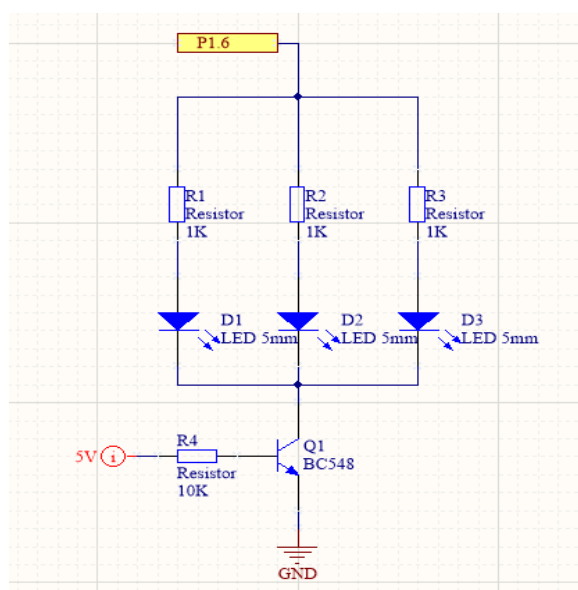 P1.6
R1
Resistor
1K
R2
Resistor
1K
R3
Resistor
1K
D1
LED 5mm
D2
LED 5mm
D3
LED 5mm
5V
i
R4
Resistor
10K
Q1
BC548
GND